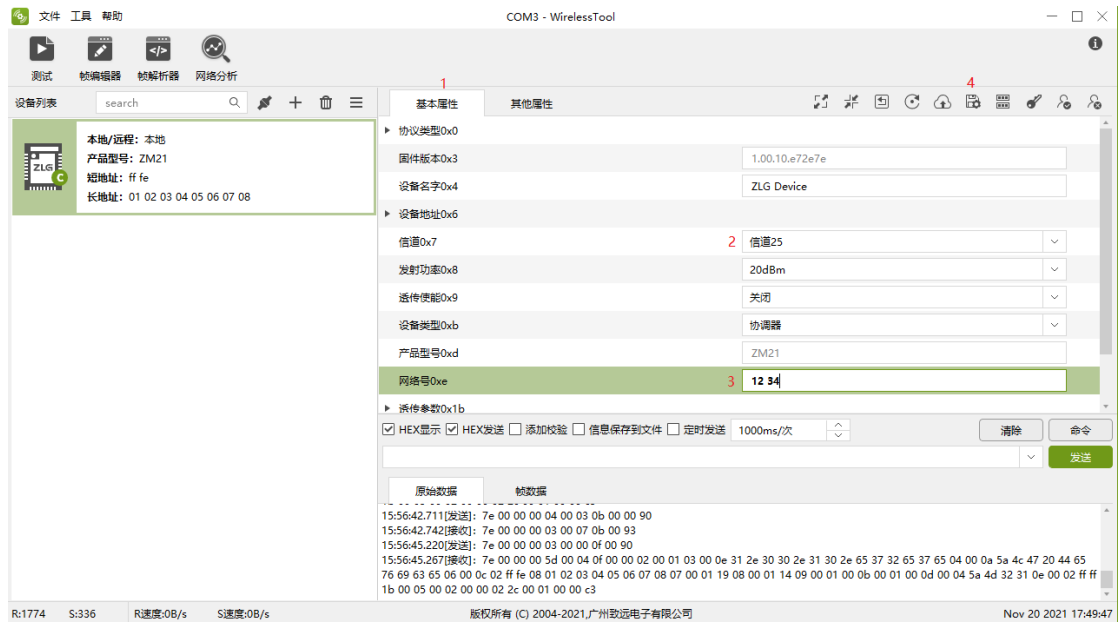 文件 工具 帮助
COM3 - WirelessTool
测试 帧编辑器 帧解析器 网络分析
设备列表
search
1
4
基本属性 其他属性
本地/远程：本地
产品型号：ZM21
短地址：ff fe
长地址：01 02 03 04 05 06 07 08
ZLG
C
协议类型0x0
固件版本0x3 1.00.10.e72e7e
设备名字0x4 ZLG Device
设备地址0x6
信道0x7 2 信道25
发射功率0x8 20dBm
透传使能0x9 关闭
设备类型0xb 协调器
产品型号0xd ZM21
网络号0xe 3 12 34
透传参数0x1b
HEX显示 HEX发送 添加校验 信息保存到文件 定时发送 1000ms/次 清除 命令
发送
原始数据 帧数据
15:56:42.711[发送]：7e 00 00 00 04 00 03 0b 00 00 90
15:56:42.742[接收]：7e 00 00 00 03 00 07 0b 00 93
15:56:45.220[发送]：7e 00 00 00 03 00 00 0f 00 90
15:56:45.267[接收]：7e 00 00 00 5d 00 04 0f 00 00 02 00 01 03 00 0e 31 2e 30 30 2e 31 30 2e 65 37 32 65 37 65 04 00 0a 5a 4c 47 20 44 65
76 69 63 65 06 00 0c 02 ff fe 08 01 02 03 04 05 06 07 08 07 00 01 19 08 00 01 14 09 00 01 00 0b 00 01 00 0d 00 04 5a 4d 32 31 0e 00 02 ff ff
1b 00 05 00 02 00 00 02 2c 00 01 00 00 c3
R:1774 S:336 R速度:0B/s S速度:0B/s 版权所有 (C) 2004-2021,广州致远电子有限公司 Nov 20 2021 17:49:47